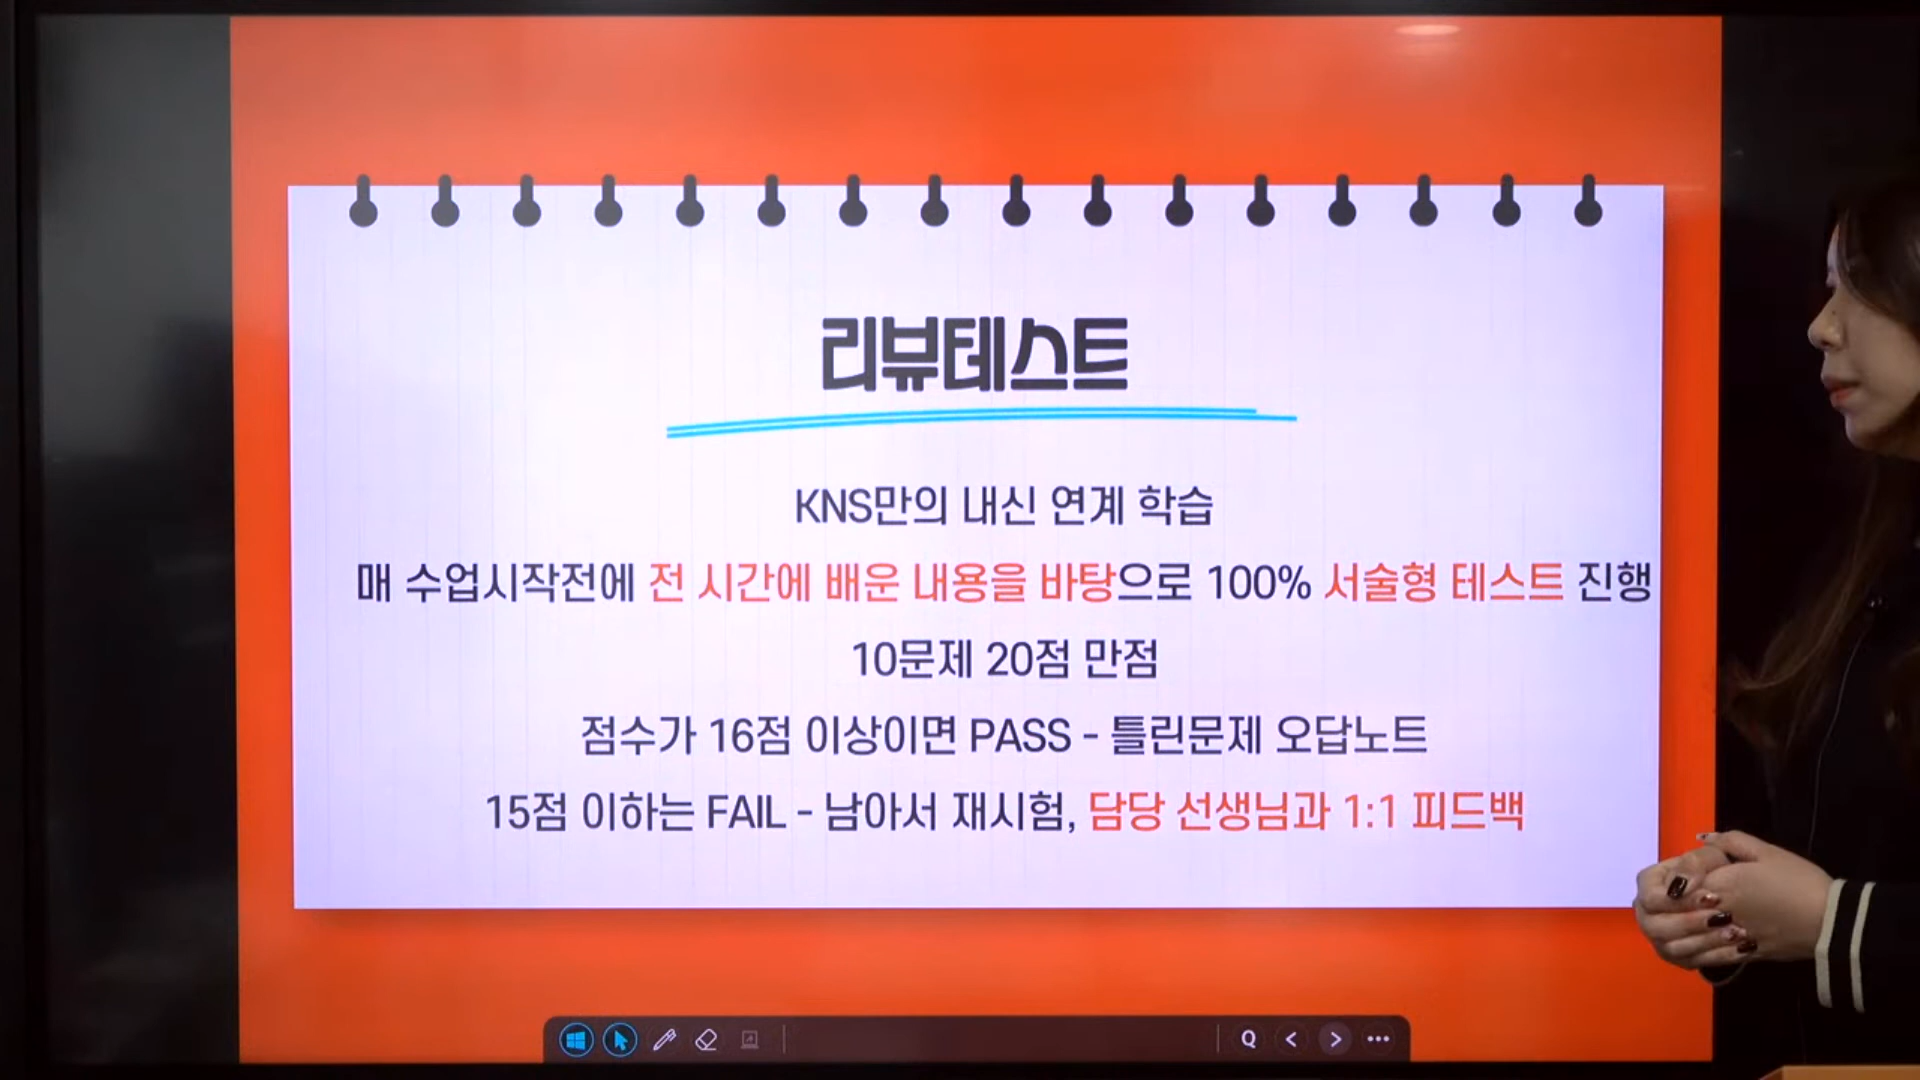 리뷰테스트
KNS만의 내신 연계 학습
매 수업시작전에 전 시간에 배운 내용을 바탕으로 100% 서술형 테스트 진행
10문제 20점 만점
점수가 16점 이상이면 PASS - 틀린문제 오답노트
15점 이하는 FAIL - 남아서 재시험, 담당 선생님과 1:1 피드백
Q